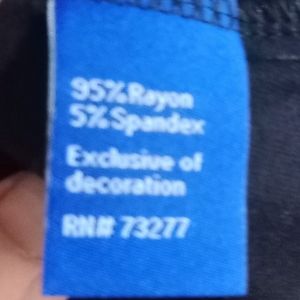 95% Rayon
5% Spandex
Exclusive of
decoration
RN# 73277